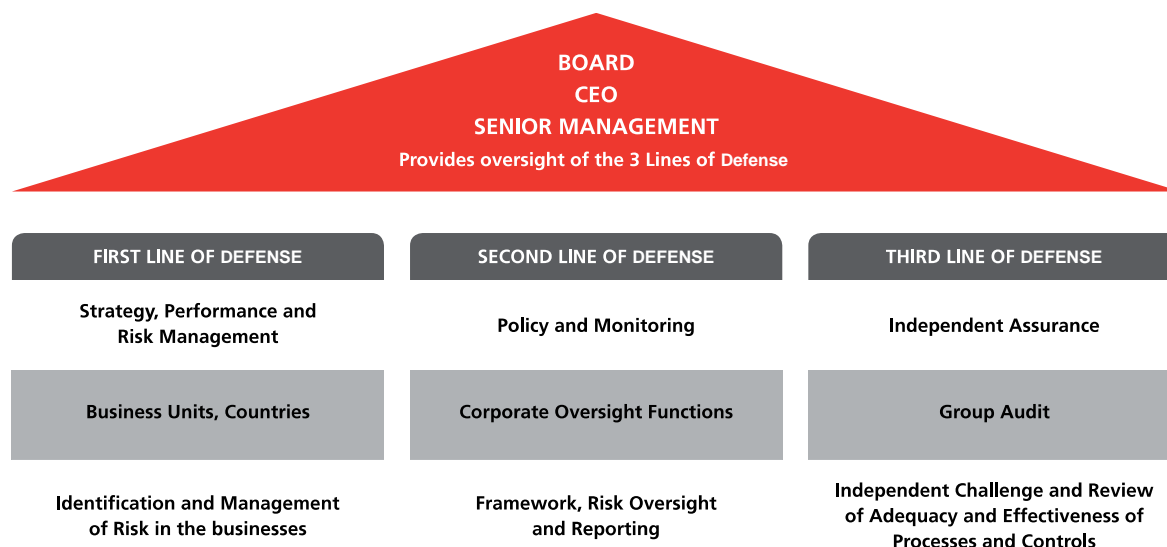 BOARD
CEO
SENIOR MANAGEMENT
Provides oversight of the 3 Lines of Defense
FIRST LINE OF DEFENSE
Strategy, Performance and
Risk Management
Business Units, Countries
Identification and Management
of Risk in the businesses
SECOND LINE OF DEFENSE
Policy and Monitoring
Corporate Oversight Functions
Framework, Risk Oversight
and Reporting
THIRD LINE OF DEFENSE
Independent Assurance
Group Audit
Independent Challenge and Review
of Adequacy and Effectiveness of
Processes and Controls